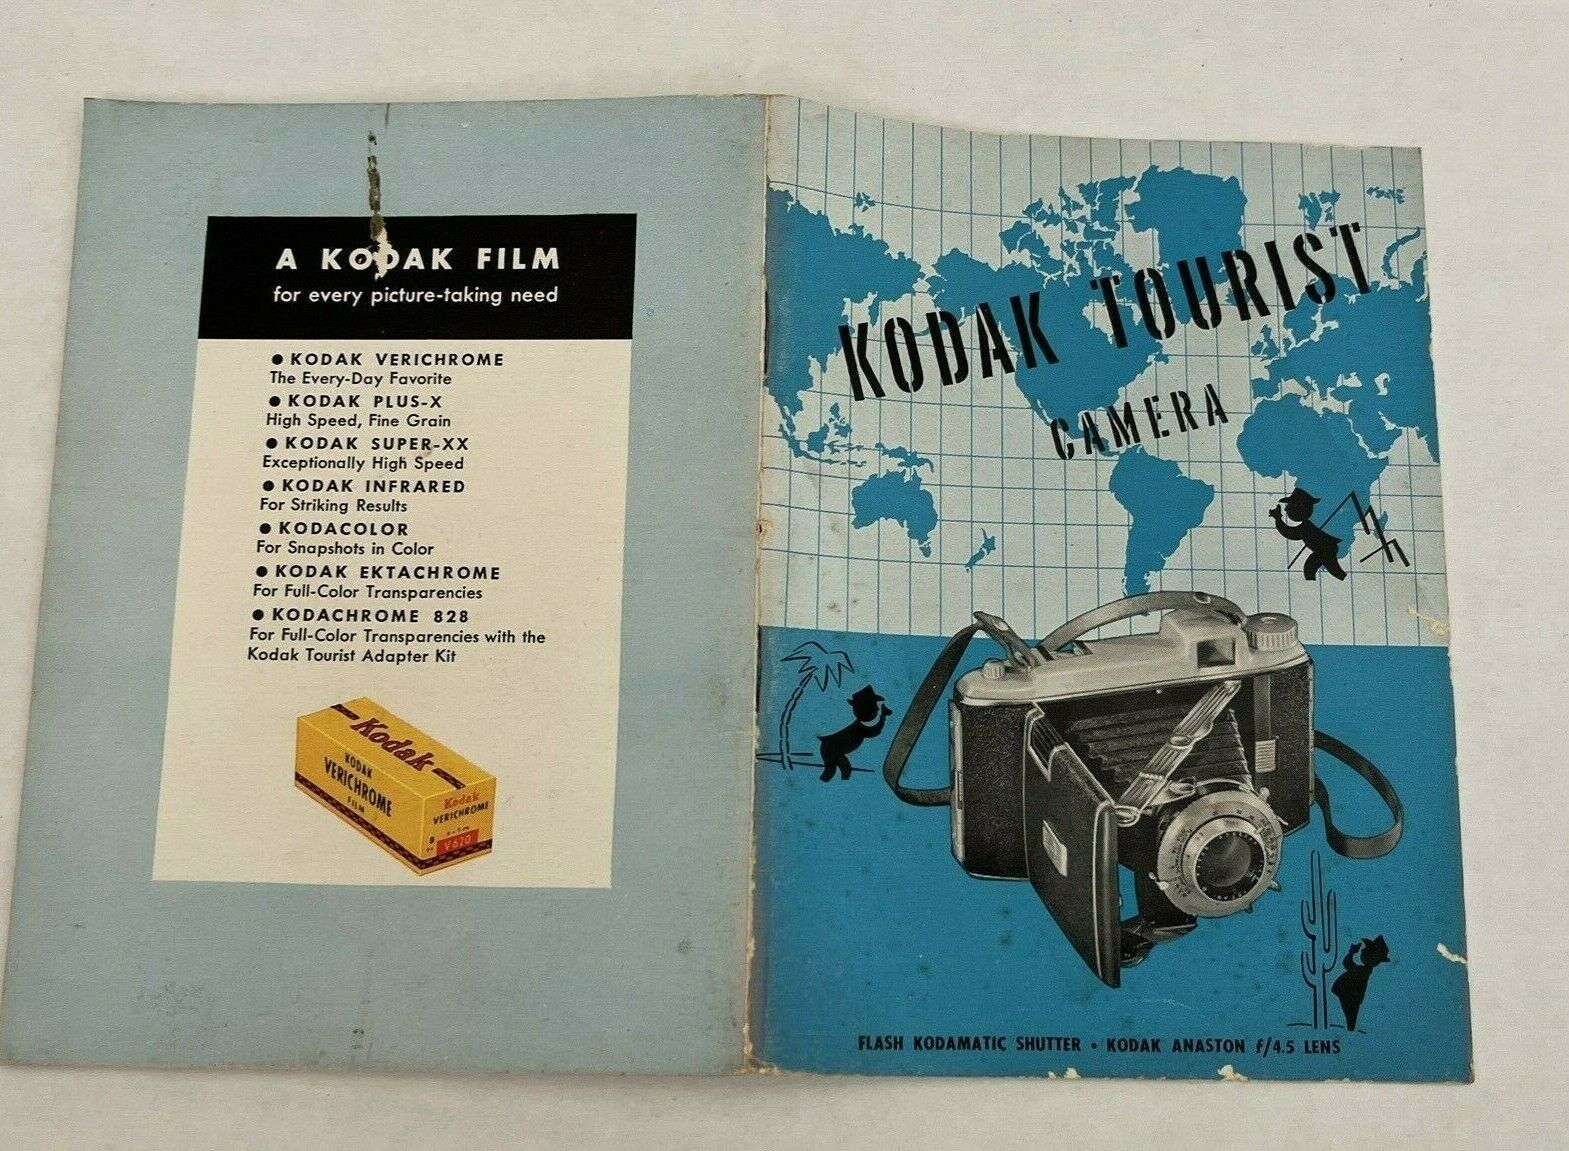 A KODAK FILM
for every picture-taking need
● KODAK VERICHROME
The Every-Day Favorite
● KODAK PLUS-X
High Speed, Fine Grain
● KODAK SUPER-XX
Exceptionally High Speed
● KODAK INFRARED
For Striking Results
● KODACOLOR
For Snapshots in Color
● KODAK EKTACHROME
For Full-Color Transparencies
● KODACHROME 828
For Full-Color Transparencies with the
Kodak Tourist Adapter Kit
Kodak
KODAK
VERICHROME
FILM
Kodak
VERICHROME
8
V620
KODAK TOURIST
CAMERA
FLASH KODAMATIC SHUTTER • KODAK ANASTON f/4.5 LENS